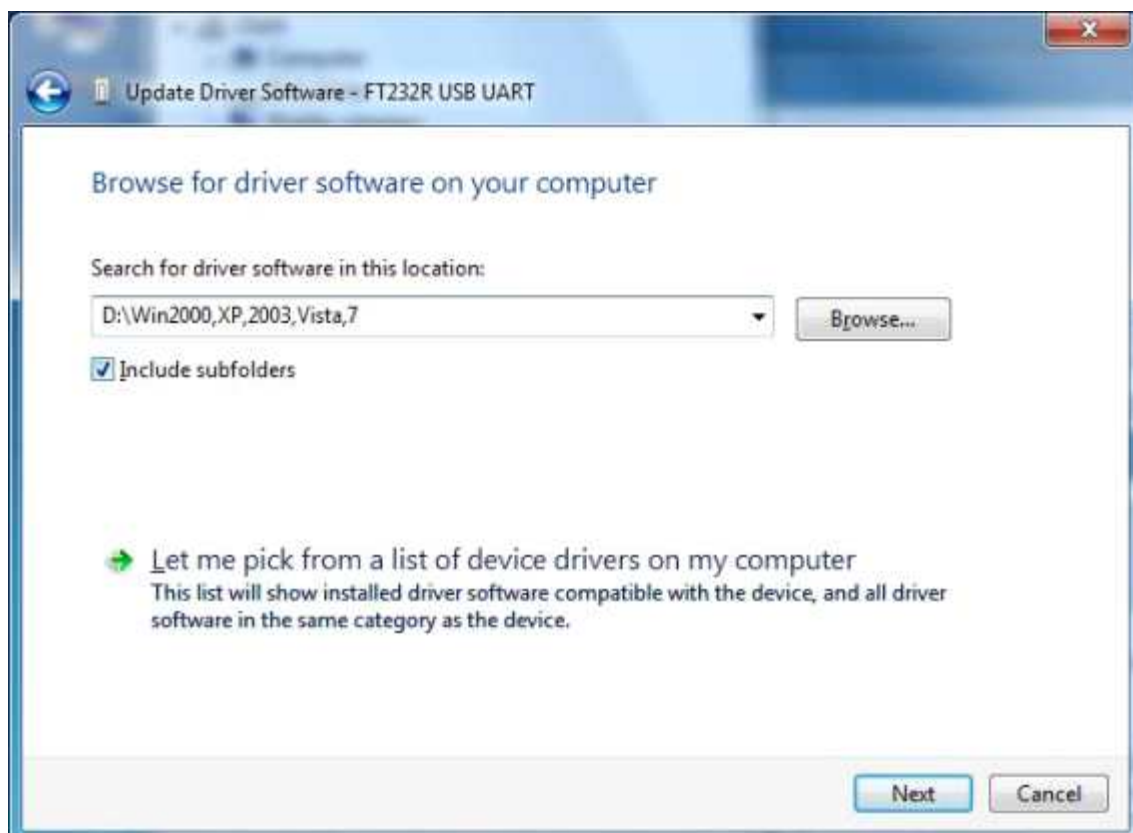 Update Driver Software - FT232R USB UART
Browse for driver software on your computer
Search for driver software in this location:
D:\Win2000,XP,2003,Vista,7
Browse...
Include subfolders
Let me pick from a list of device drivers on my computer
This list will show installed driver software compatible with the device, and all driver
software in the same category as the device.
Next
Cancel